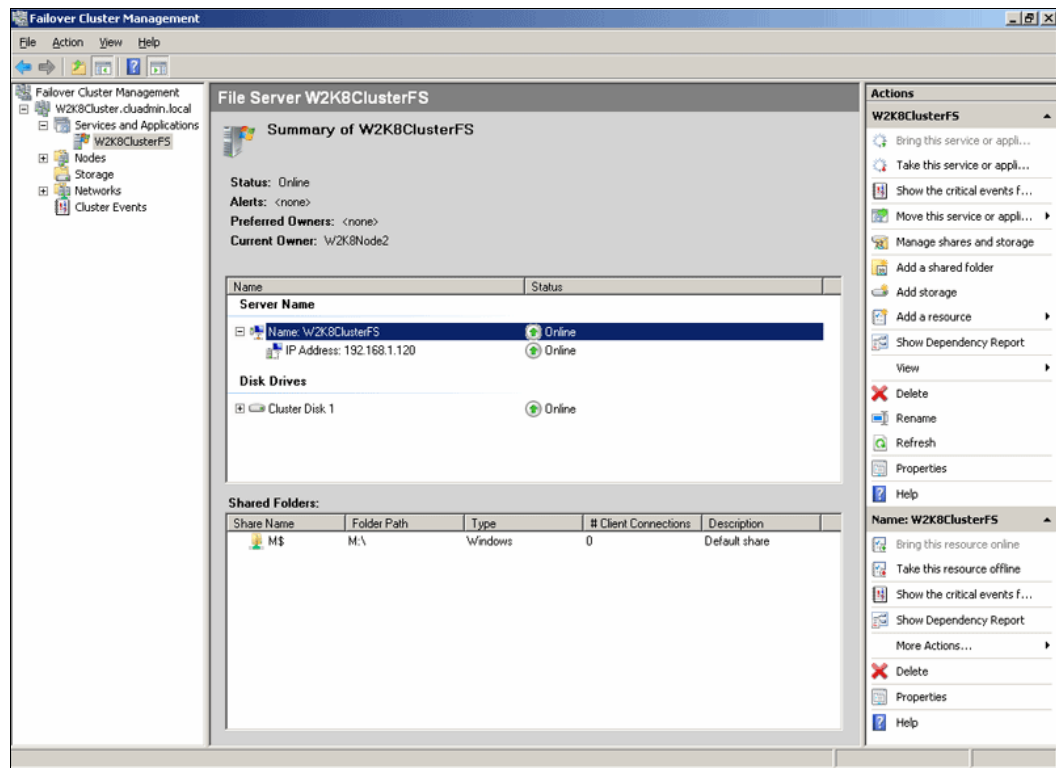 Failover Cluster Management
File Action View Help
Failover Cluster Management
W2K8Cluster.cluadmin.local
Services and Applications
W2K8ClusterFS
Nodes
Storage
Networks
Cluster Events
File Server W2K8ClusterFS
Summary of W2K8ClusterFS
Status: Online
Alerts: <none>
Preferred Owners: <none>
Current Owner: W2K8Node2
Name Status
Server Name
Name: W2K8ClusterFS Online
IP Address: 192.168.1.120 Online
Disk Drives
Cluster Disk 1 Online
Shared Folders:
Share Name Folder Path Type # Client Connections Description
M$ M:\ Windows 0 Default share
Actions
W2K8ClusterFS
Bring this service or appli...
Take this service or appli...
Show the critical events f...
Move this service or appli...
Manage shares and storage
Add a shared folder
Add storage
Add a resource
Show Dependency Report
View
Delete
Rename
Refresh
Properties
Help
Name: W2K8ClusterFS
Bring this resource online
Take this resource offline
Show the critical events f...
Show Dependency Report
More Actions...
Delete
Properties
Help